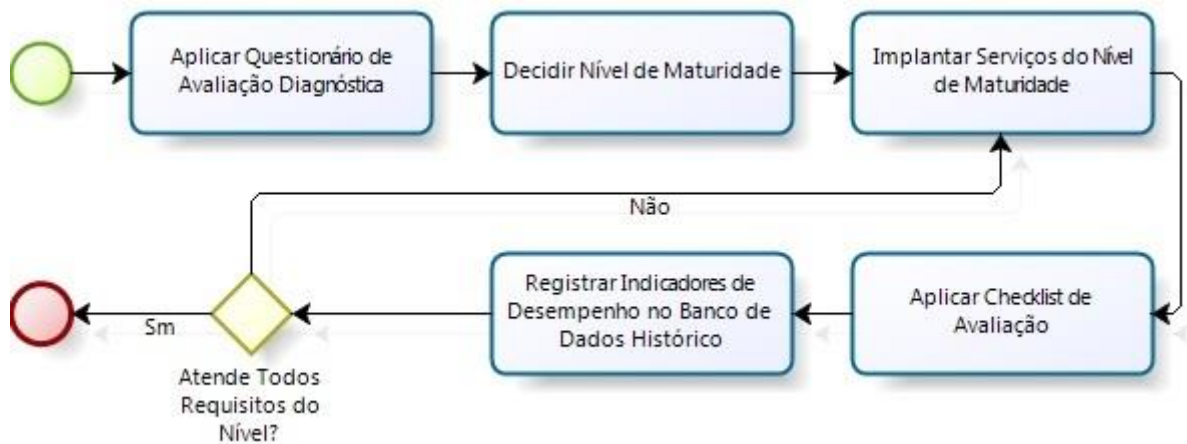 Aplicar Questionário de
Avaliação Diagnóstica
Decidir Nível de Maturidade
Implantar Serviços do Nível
de Maturidade
Não
Aplicar Checklist de
Avaliação
Registrar Indicadores de
Desempenho no Banco de
Dados Histórico
Sm
Atende Todos
Requisitos do
Nível?